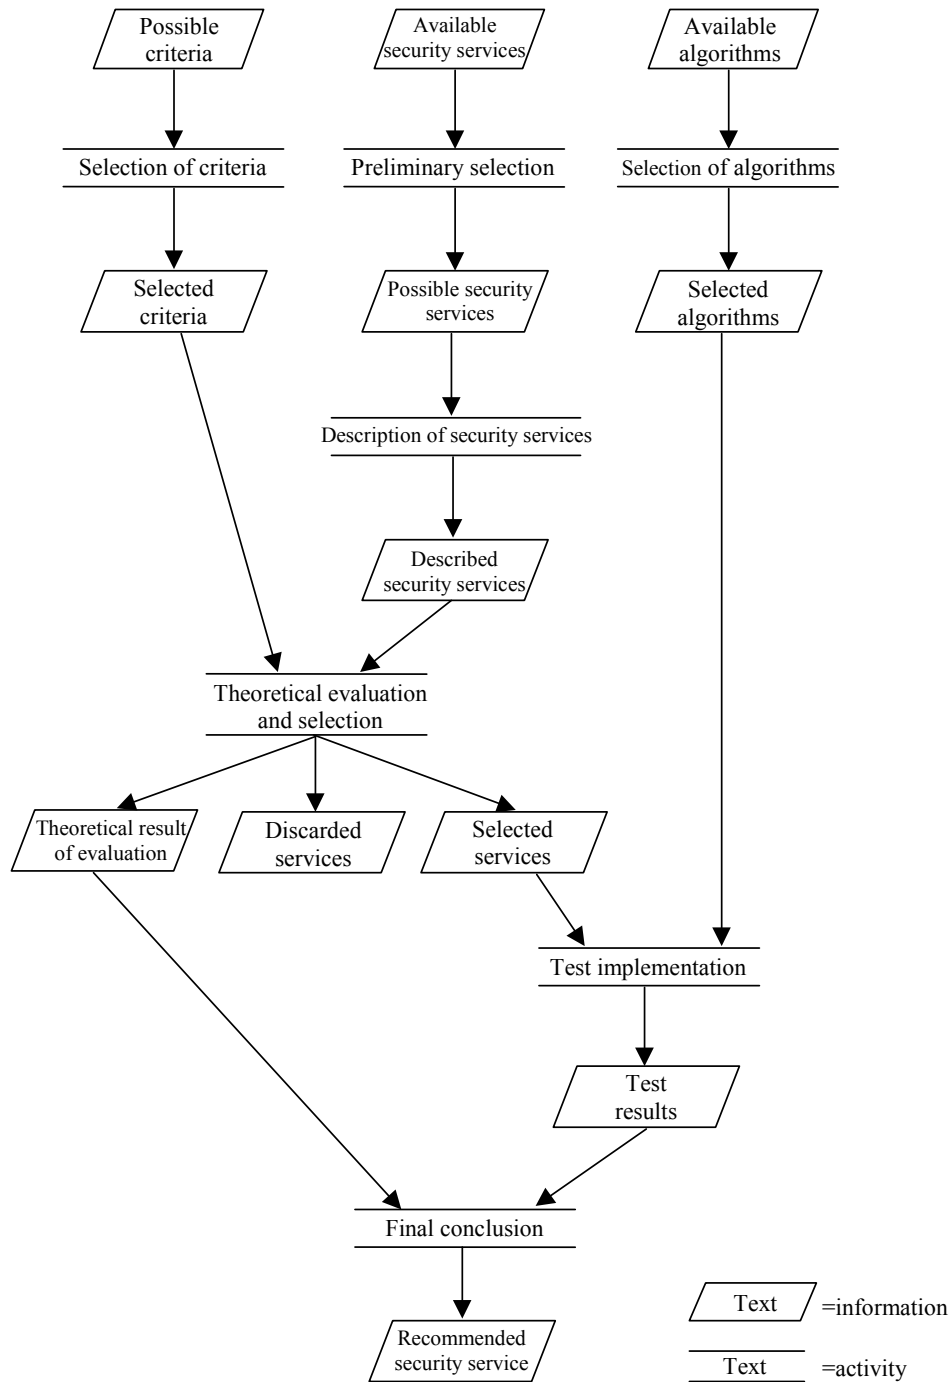 Possible
criteria
Available
security services
Available
algorithms
Selection of criteria
Preliminary selection
Selection of algorithms
Selected
criteria
Possible security
services
Selected
algorithms
Description of security services
Described
security services
Theoretical evaluation
and selection
Theoretical result
of evaluation
Discarded
services
Selected
services
Test implementation
Test
results
Final conclusion
Recommended
security service
Text =information
Text =activity